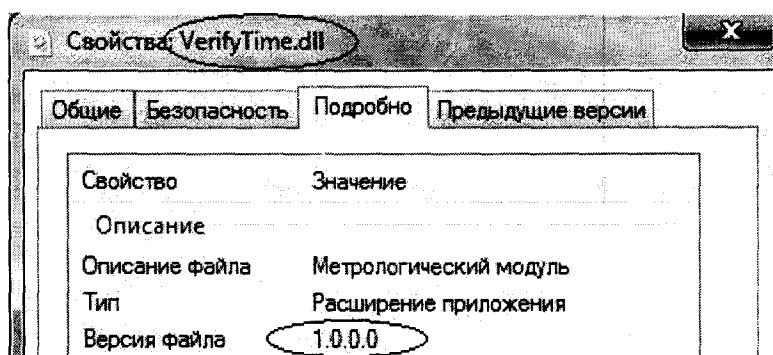 Свойства: VerifyTime.dll
Общие Безопасность Подробно Предыдущие версии
Свойство Значение
Описание
Описание файла Метрологический модуль
Тип Расширение приложения
Версия файла 1.0.0.0